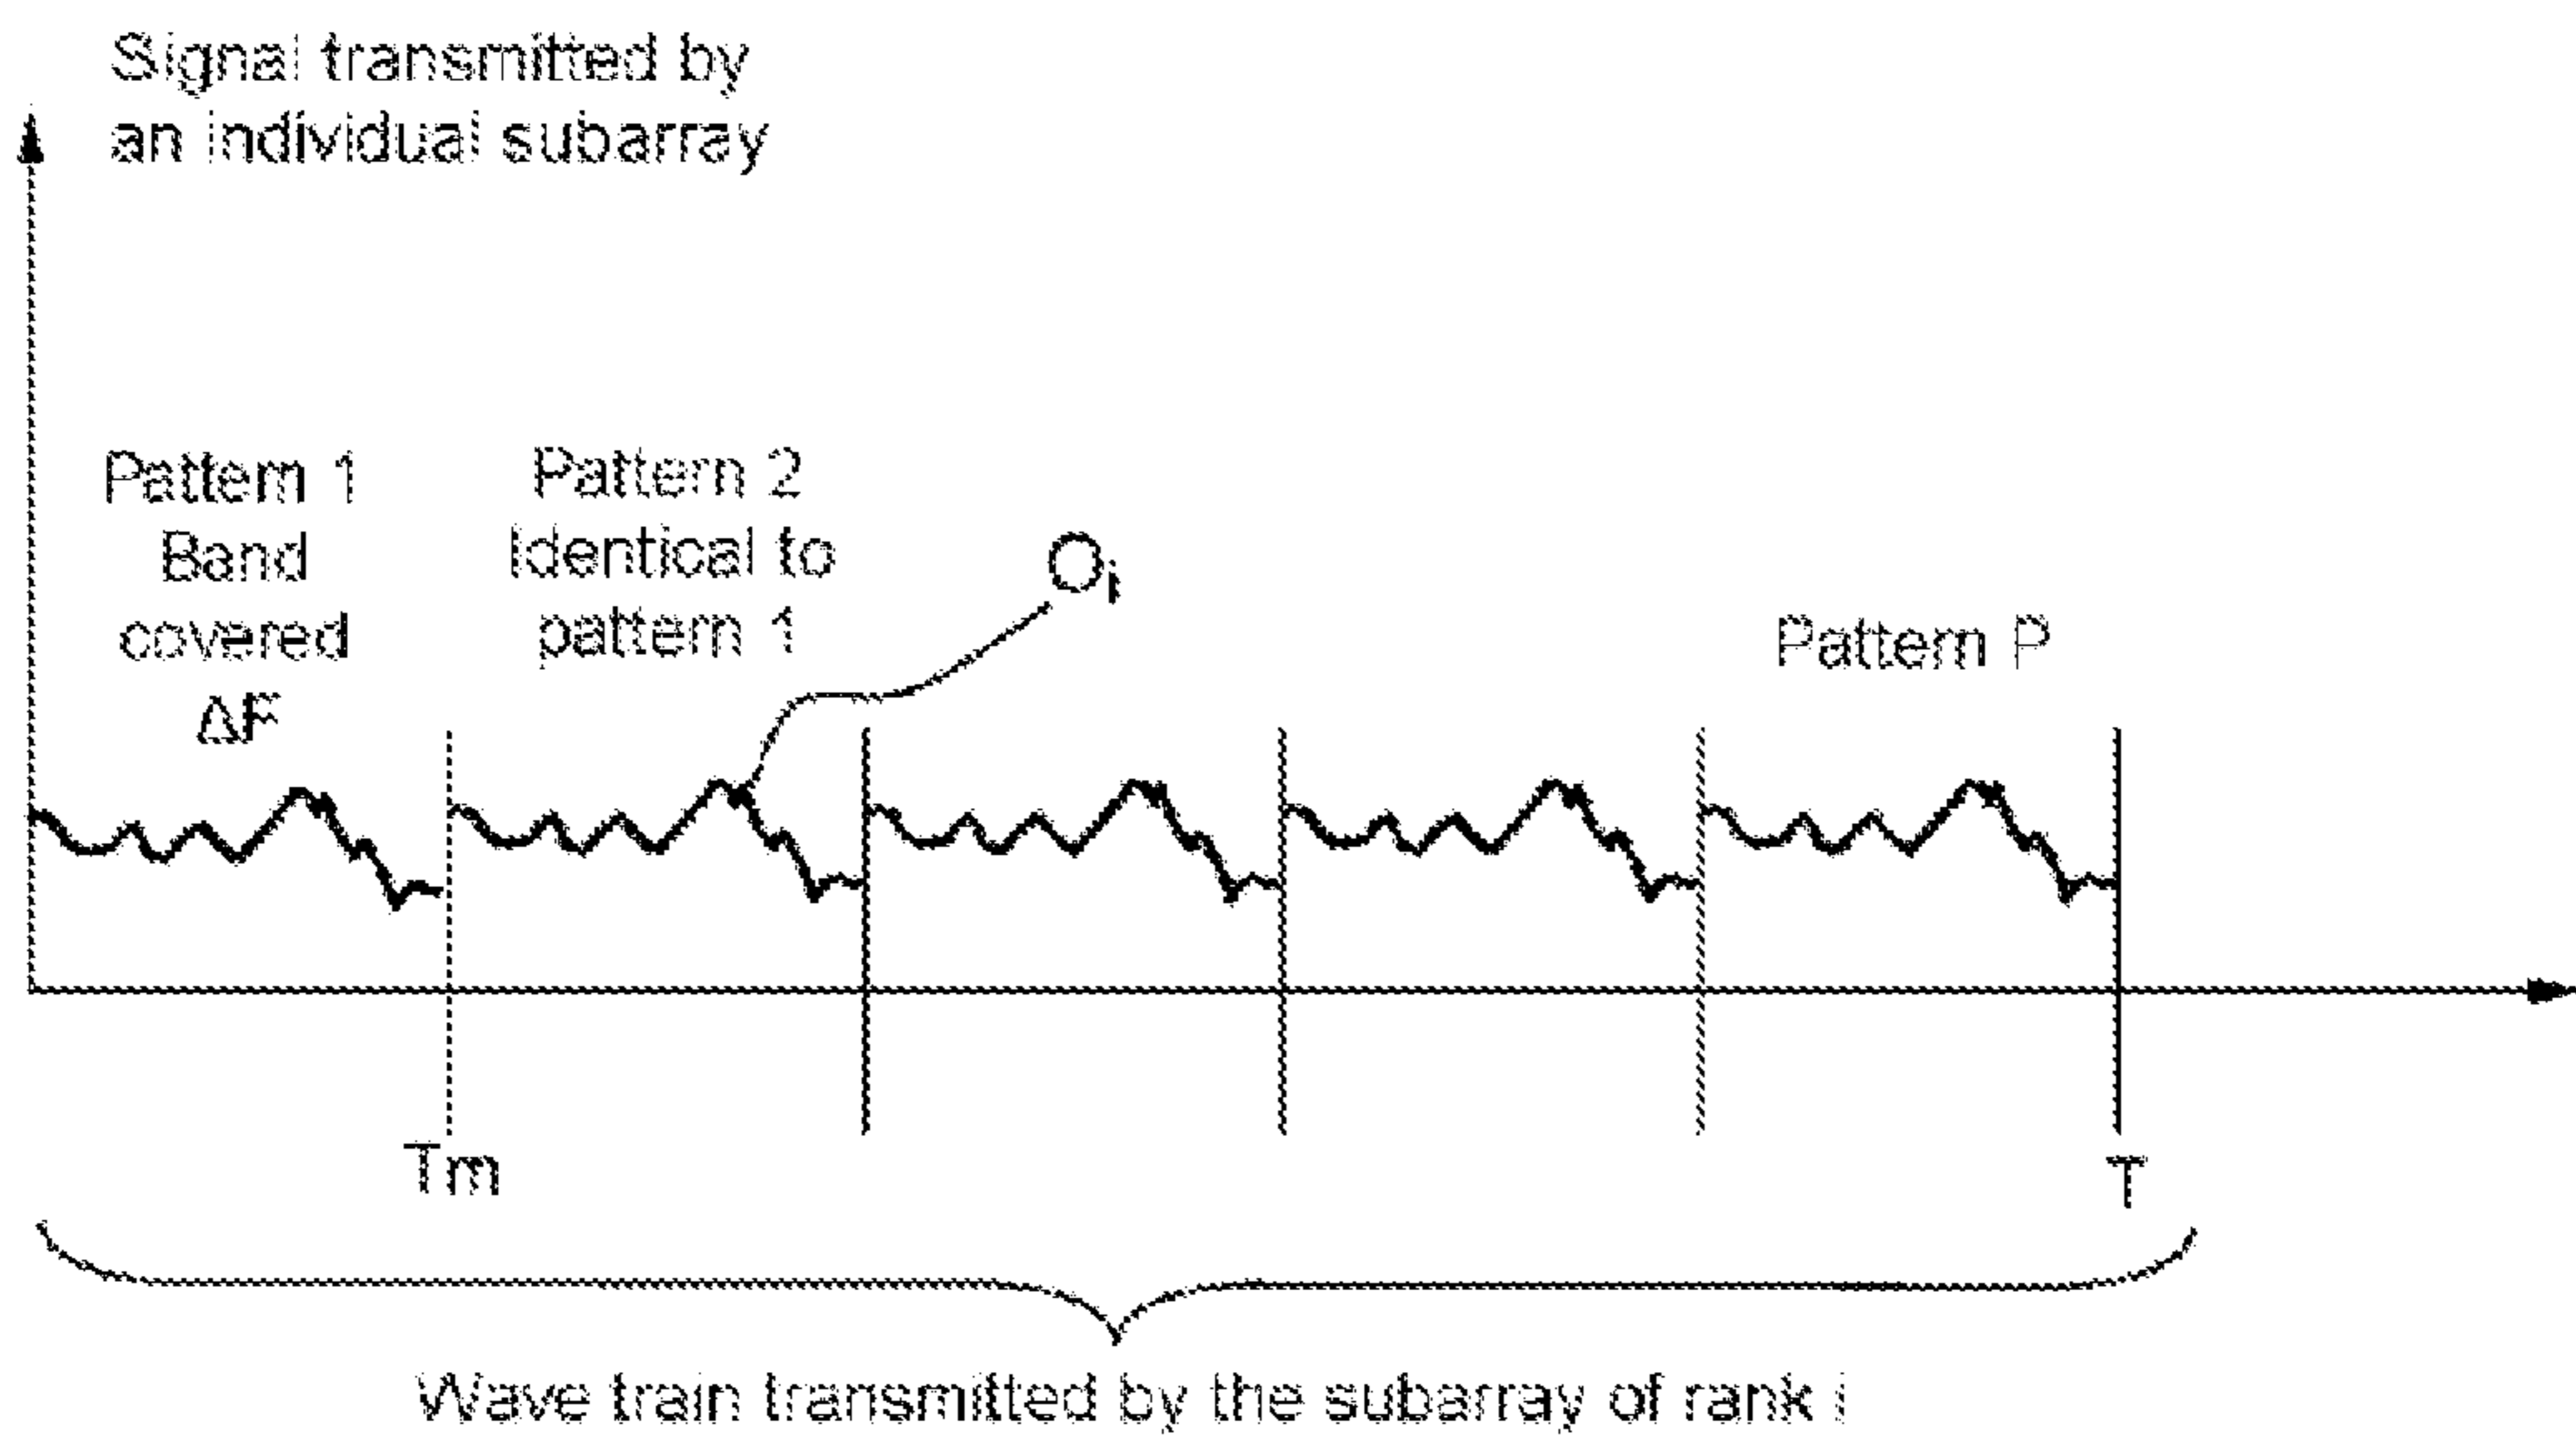 Signal transmitted by
an individual subarray
Pattern 1
Band
covered
ΔF
Pattern 2
Identical to
pattern 1
Oi
Pattern P
Tm
T
Wave train transmitted by the subarray of rank i